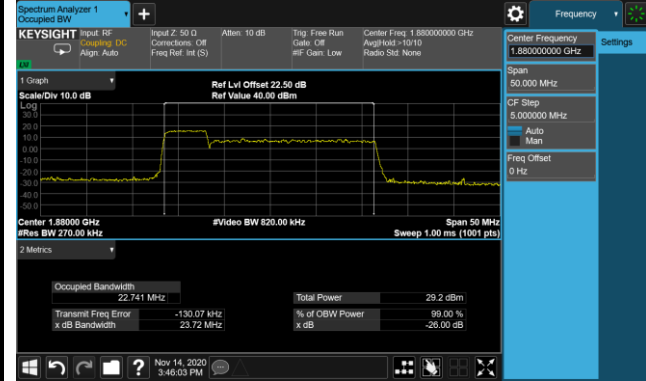 Spectrum Analyzer 1
Occupied BW
Frequency
KEYSIGHT
Input: RF
Coupling: DC
Align: Auto
Input Z: 50 Ω
Corrections: Off
Freq Ref: Int (S)
Atten: 10 dB
Trig: Free Run
Gate: Off
#IF Gain: Low
Center Freq: 1.880000000 GHz
Avg|Hold:>10/10
Radio Std: None
Center Frequency
1.880000000 GHz
Settings
Span
50.000 MHz
CF Step
5.000000 MHz
Auto
Man
Freq Offset
0 Hz
1 Graph
Scale/Div 10.0 dB
Ref Lvl Offset 22.50 dB
Ref Value 40.00 dBm
Log
30.0
20.0
10.0
0.00
-10.0
-20.0
-30.0
-40.0
-50.0
Center 1.88000 GHz
#Video BW 820.00 kHz
Span 50 MHz
#Res BW 270.00 kHz
Sweep 1.00 ms (1001 pts)
2 Metrics
Occupied Bandwidth
22.741 MHz
Total Power
29.2 dBm
Transmit Freq Error
-130.07 kHz
% of OBW Power
99.00 %
x dB Bandwidth
23.72 MHz
x dB
-26.00 dB
Nov 14, 2020
3:46:03 PM